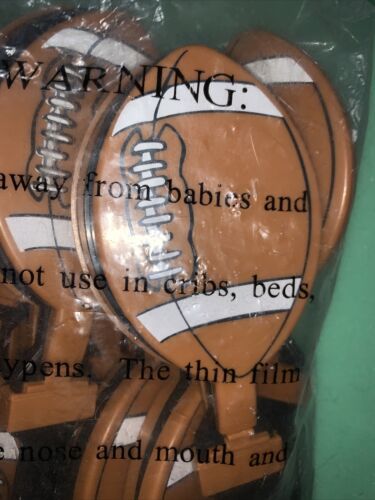 WARNING:
away from babies and
not use in cribs, beds,
ypens. The thin film
nose and mouth and